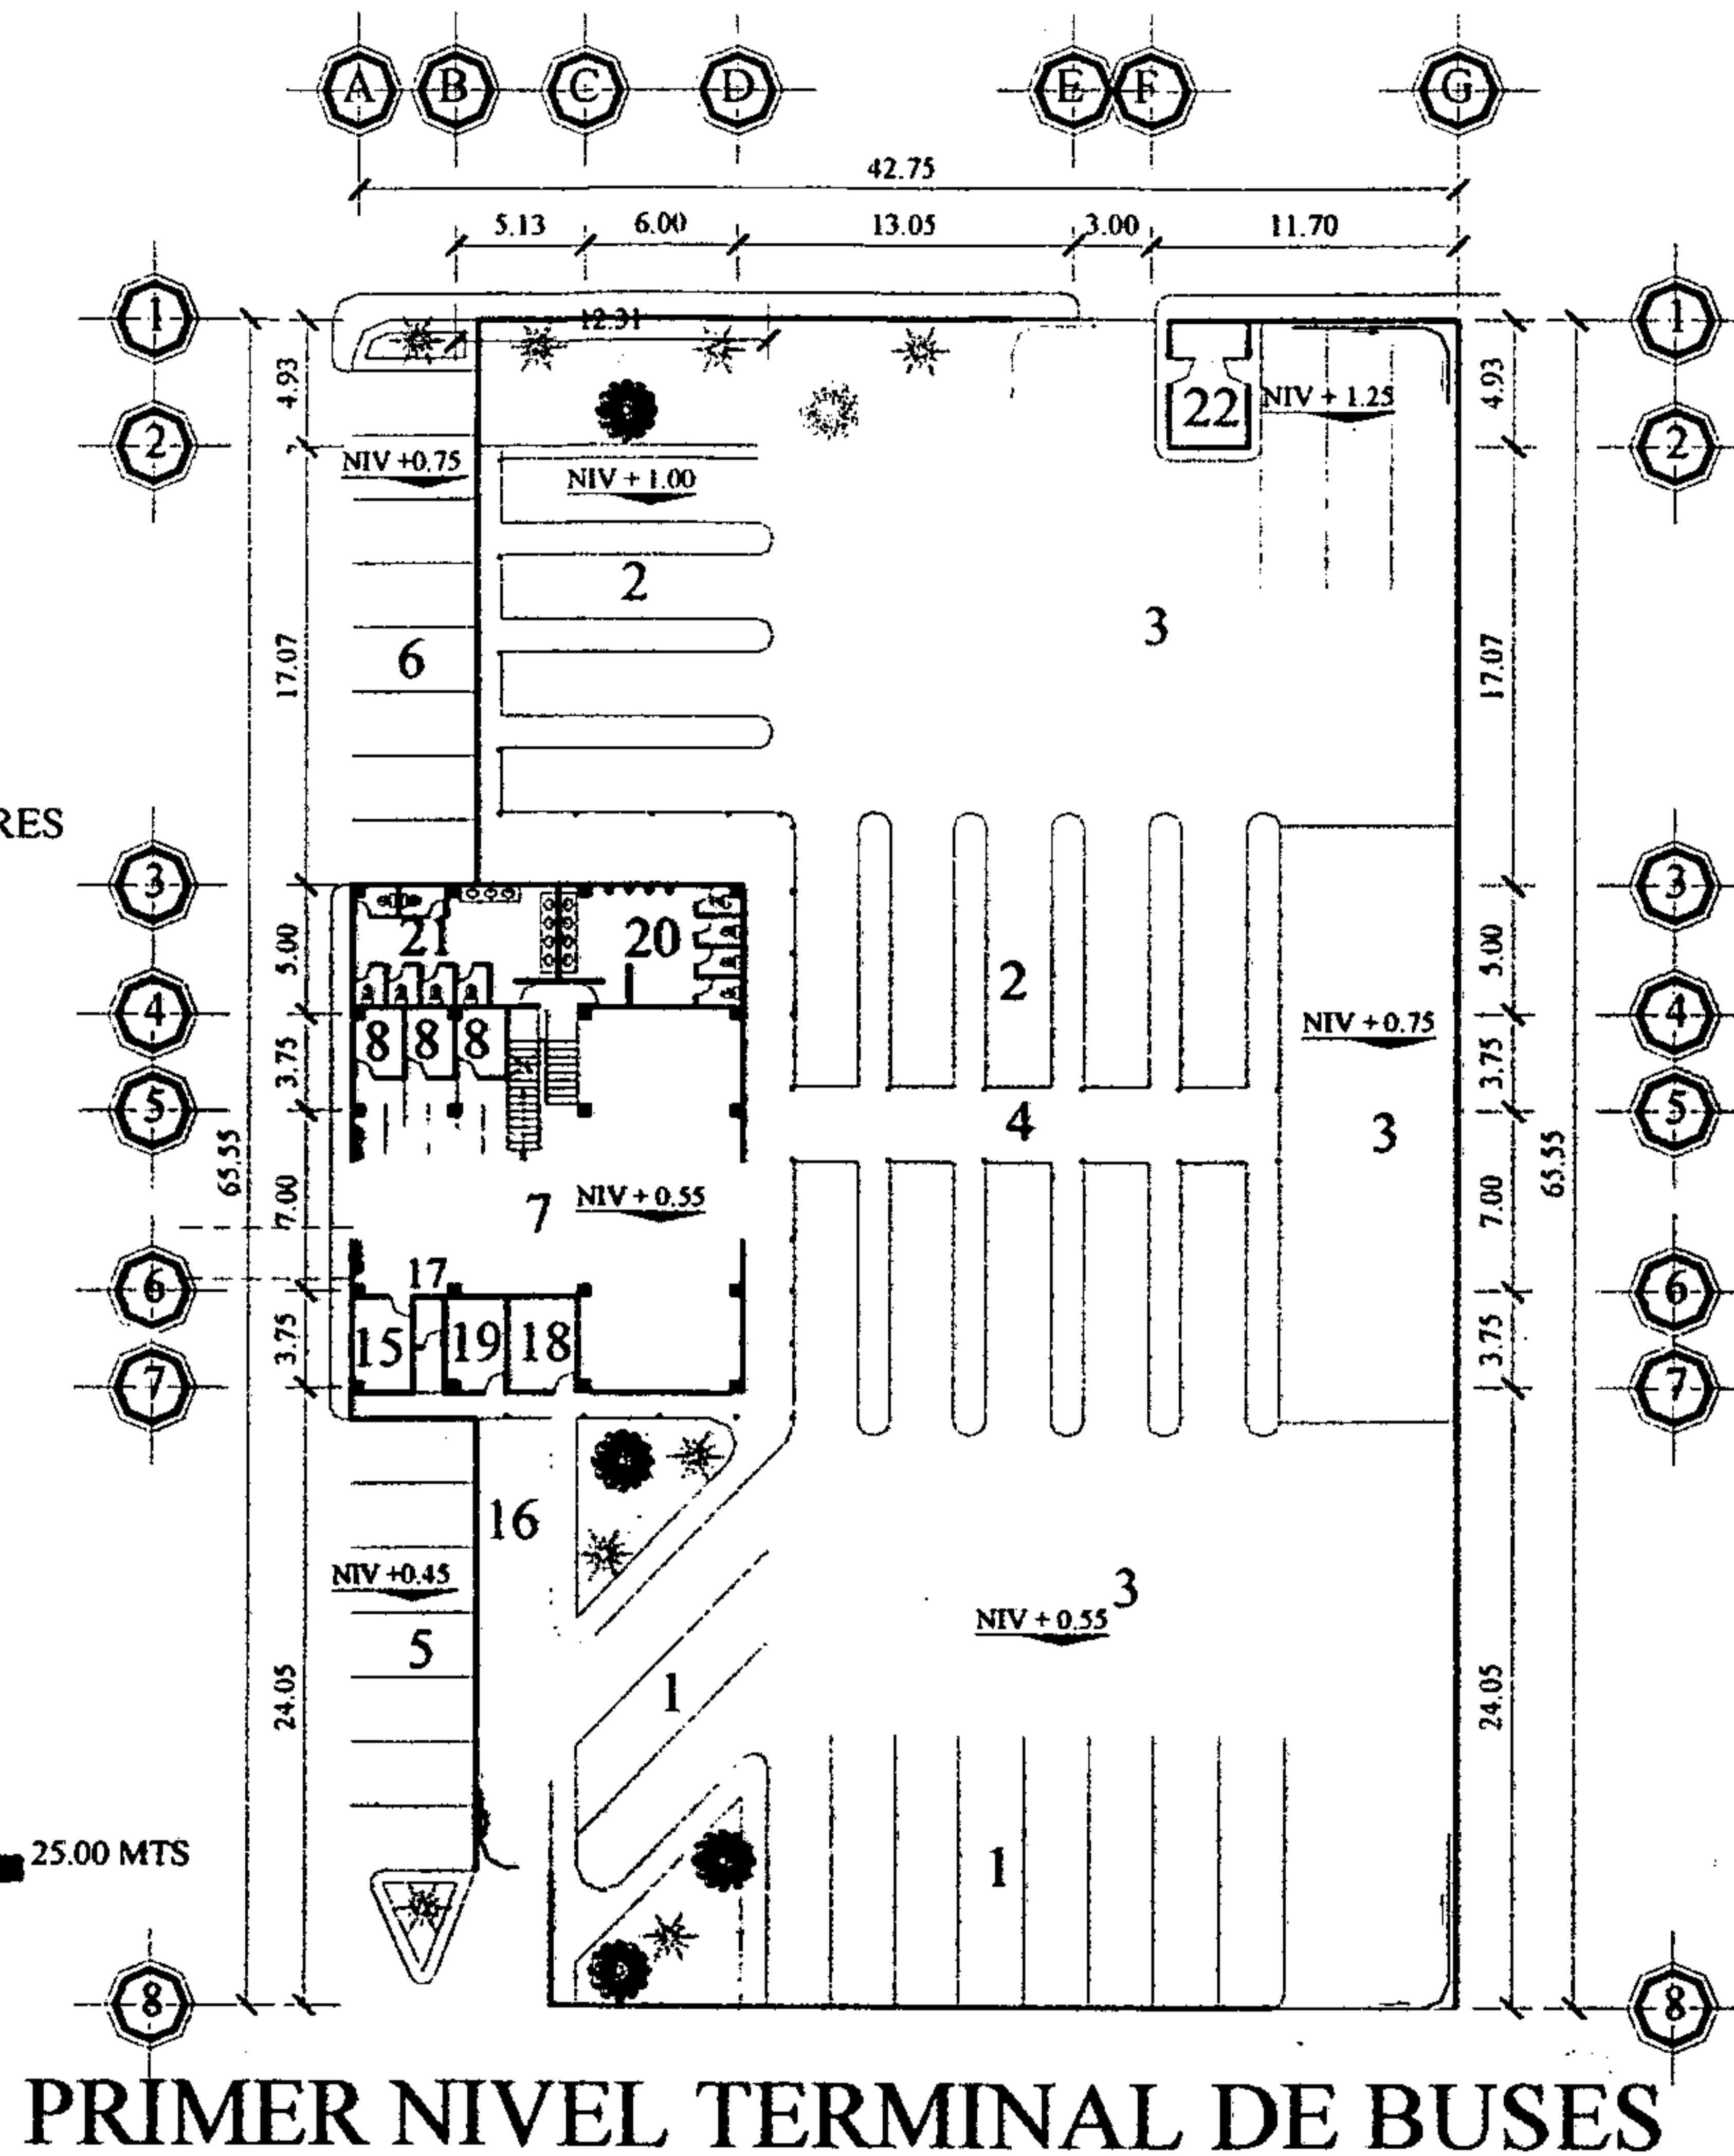 A B C D E F G
42.75
5.13 6.00 13.05 3.00 11.70
1 1
12.31
4.93 4.93
22 NIV + 1.25
2 2
NIV +0.75 NIV + 1.00
2
6 3
17.07 17.07
RES
3 3
5.00 21 20 5.00
2
4 4
NIV +0.75
8 8 8
3.75 3.75
5 5
4 3
65.55 65.55
7.00 7 NIV + 0.55 7.00
17
6 6
15 19 18
3.75 3.75
7 7
16
NIV +0.45
3
NIV + 0.55
5
1
24.05 24.05
25.00 MTS
1
8 8
PRIMER NIVEL TERMINAL DE BUSES